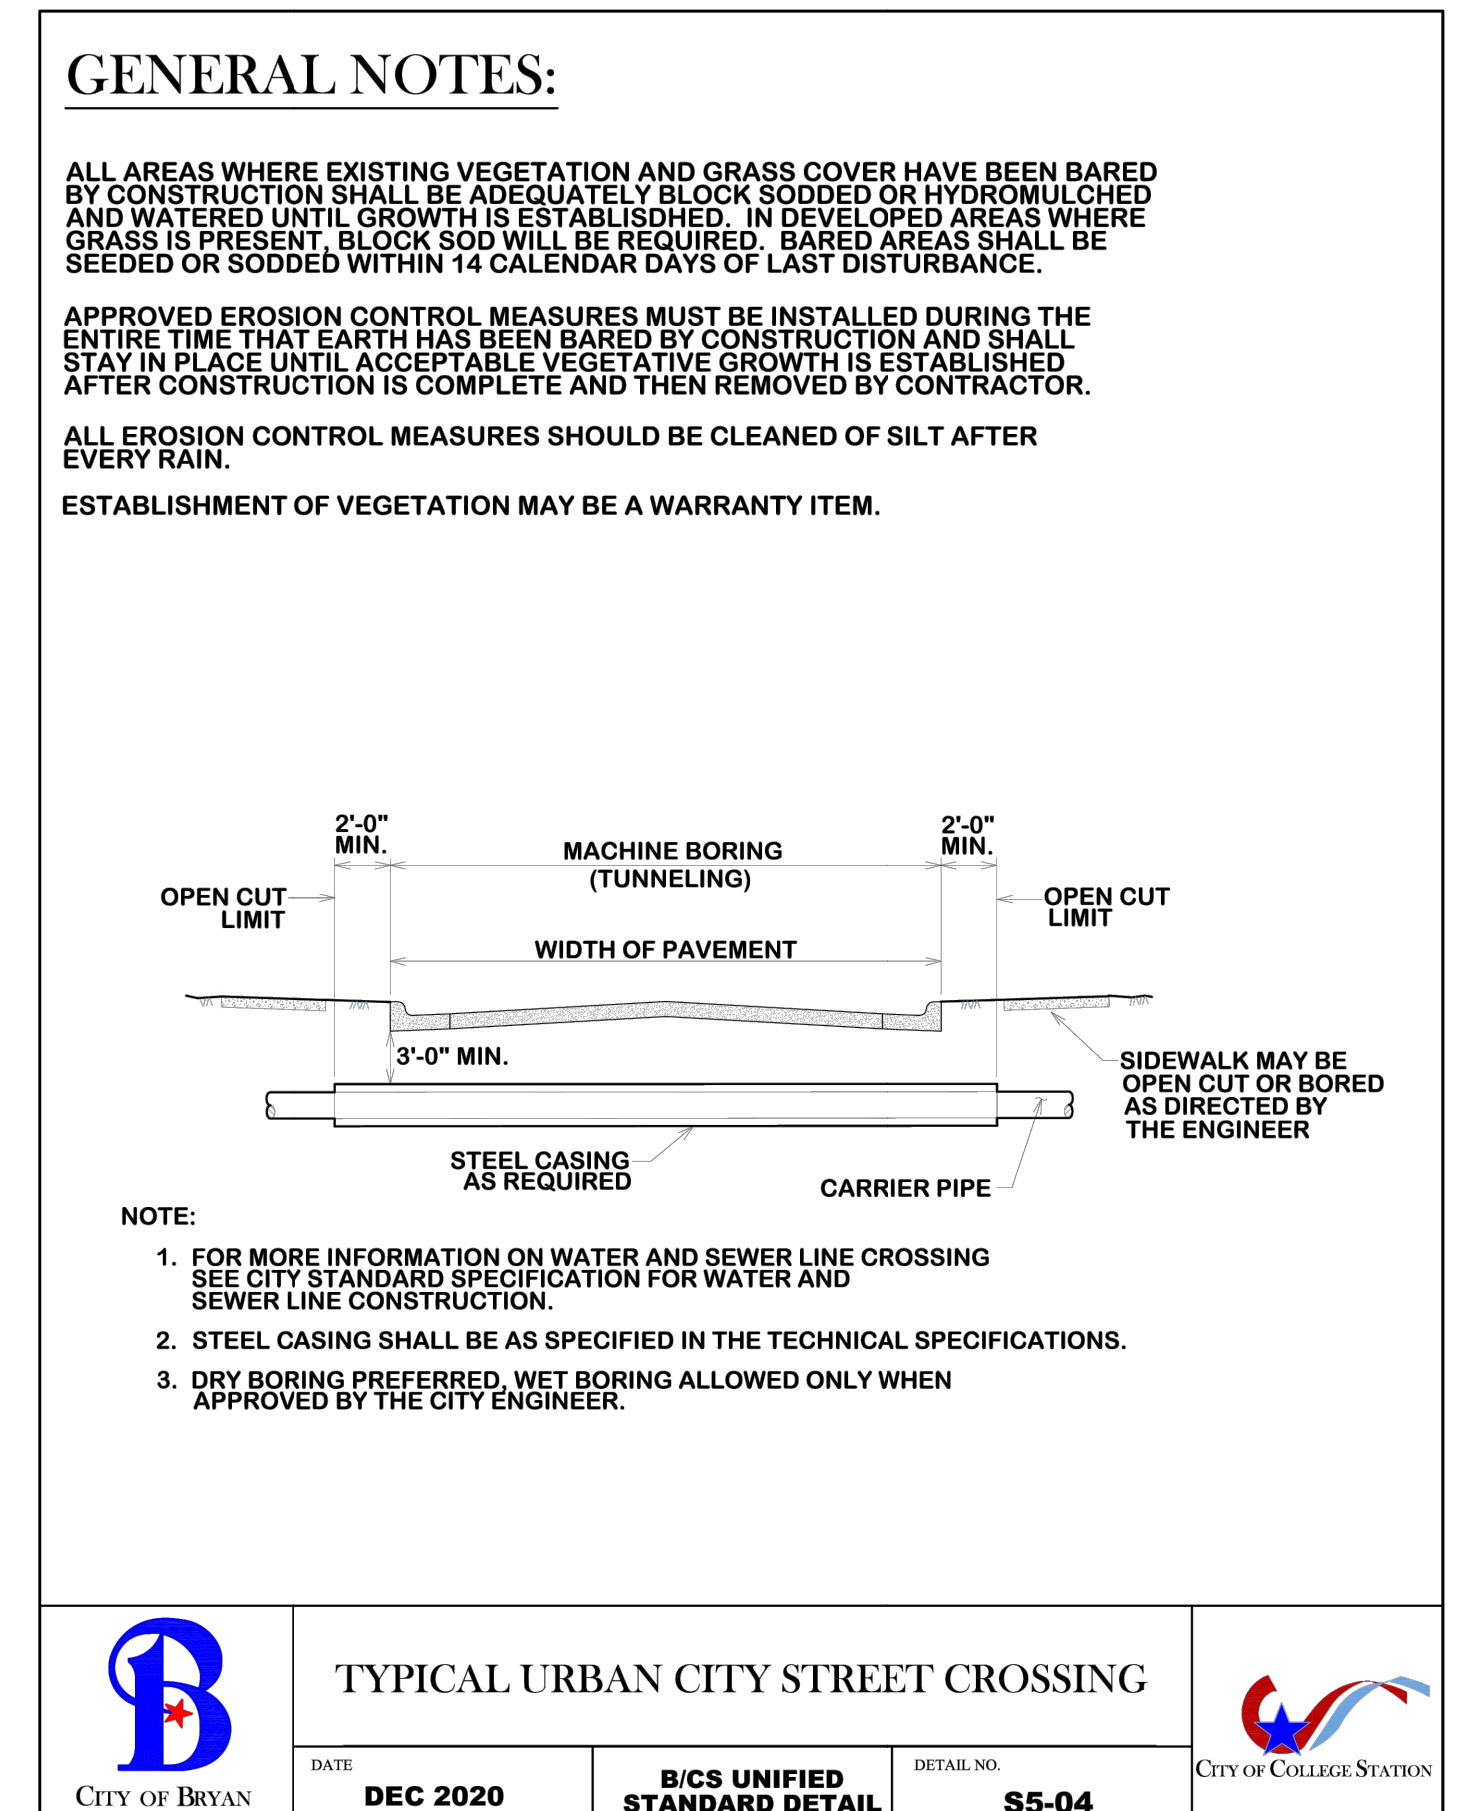 GENERAL NOTES:
ALL AREAS WHERE EXISTING VEGETATION AND GRASS COVER HAVE BEEN BARED
BY CONSTRUCTION SHALL BE ADEQUATELY BLOCK SODDED OR HYDROMULCHED
AND WATERED UNTIL GROWTH IS ESTABLISDHED.  IN DEVELOPED AREAS WHERE
GRASS IS PRESENT, BLOCK SOD WILL BE REQUIRED.  BARED AREAS SHALL BE
SEEDED OR SODDED WITHIN 14 CALENDAR DAYS OF LAST DISTURBANCE.
APPROVED EROSION CONTROL MEASURES MUST BE INSTALLED DURING THE
ENTIRE TIME THAT EARTH HAS BEEN BARED BY CONSTRUCTION AND SHALL
STAY IN PLACE UNTIL ACCEPTABLE VEGETATIVE GROWTH IS ESTABLISHED
AFTER CONSTRUCTION IS COMPLETE AND THEN REMOVED BY CONTRACTOR.
ALL EROSION CONTROL MEASURES SHOULD BE CLEANED OF SILT AFTER
EVERY RAIN.
ESTABLISHMENT OF VEGETATION MAY BE A WARRANTY ITEM.
2'-0"
MIN.
MACHINE BORING
(TUNNELING)
2'-0"
MIN.
OPEN CUT
LIMIT
OPEN CUT
LIMIT
WIDTH OF PAVEMENT
3'-0" MIN.
SIDEWALK MAY BE
OPEN CUT OR BORED
AS DIRECTED BY
THE ENGINEER
STEEL CASING
AS REQUIRED
CARRIER PIPE
NOTE:
1. FOR MORE INFORMATION ON WATER AND SEWER LINE CROSSING
SEE CITY STANDARD SPECIFICATION FOR WATER AND
SEWER LINE CONSTRUCTION.
2. STEEL CASING SHALL BE AS SPECIFIED IN THE TECHNICAL SPECIFICATIONS.
3. DRY BORING PREFERRED, WET BORING ALLOWED ONLY WHEN
APPROVED BY THE CITY ENGINEER.
B
CITY OF BRYAN
TYPICAL URBAN CITY STREET CROSSING
DATE
DEC 2020
B/CS UNIFIED
STANDARD DETAIL
DETAIL NO.
S5-04
CITY OF COLLEGE STATION